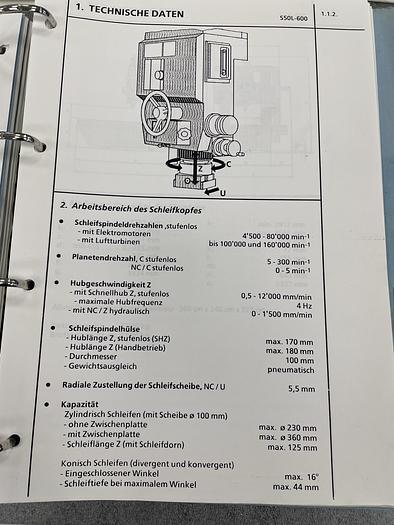 1. TECHNISCHE DATEN
S50L-600
1.1.2.
Z
C
U
2. Arbeitsbereich des Schleifkopfes
• Schleifspindeldrehzahlen ,stufenlos
- mit Elektromotoren 4'500 - 80'000 min-1
- mit Luftturbinen bis 100'000 und 160'000 min-1
• Planetendrehzahl, C stufenlos 5 - 300 min-1
NC / C stufenlos 0 - 5 min-1
• Hubgeschwindigkeit Z
- mit Schnellhub Z, stufenlos 0,5 - 12'000 mm/min
- maximale Hubfrequenz 4 Hz
- mit NC / Z hydraulisch 0 - 1'500 mm/min
• Schleifspindelhülse
- Hublänge Z, stufenlos (SHZ) max. 170 mm
- Hublänge Z (Handbetrieb) max. 180 mm
- Durchmesser 100 mm
- Gewichtsausgleich pneumatisch
• Radiale Zustellung der Schleifscheibe, NC / U 5,5 mm
• Kapazität
Zylindrisch Schleifen (mit Scheibe ø 100 mm)
- ohne Zwischenplatte max. ø 230 mm
- mit Zwischenplatte max. ø 360 mm
- Schleiflänge Z (mit Schleifdorn) max. 125 mm
Konisch Schleifen (divergent und konvergent)
- Eingeschlossener Winkel max. 16°
- Schleiftiefe bei maximalem Winkel max. 44 mm